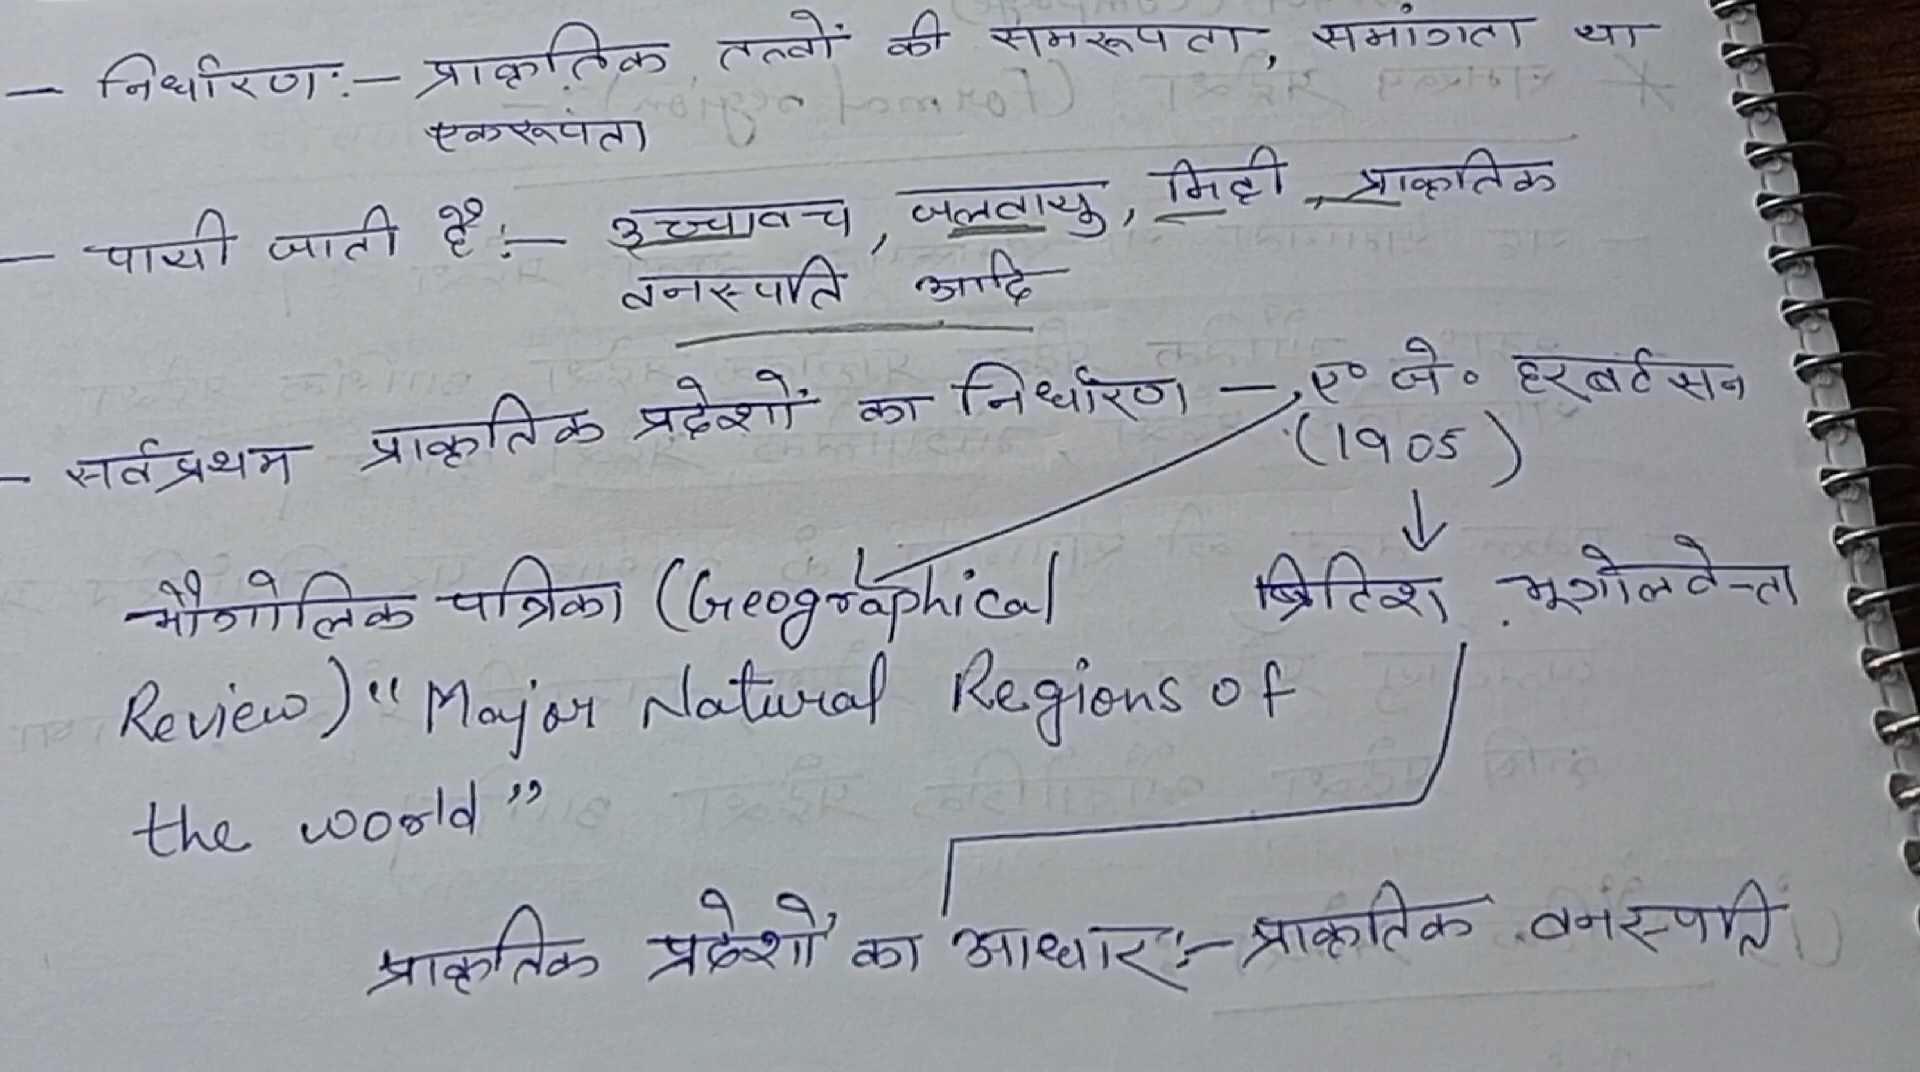 – निर्धारण:– प्राकृतिक तत्वों की समरूपता, समांगता या
एकरूपता
– पायी जाती है:– उच्चावच, जलवायु, मिट्टी, प्राकृतिक
वनस्पति आदि
– सर्वप्रथम प्राकृतिक प्रदेशों का निर्धारण – ए० जे० हरबर्टसन
(1905)
↓
भौगोलिक पत्रिका (Geographical
ब्रिटिश भूगोलवेत्ता
Review) "Major Natural Regions of
the world"
प्राकृतिक प्रदेशों का आधार:– प्राकृतिक वनस्पति